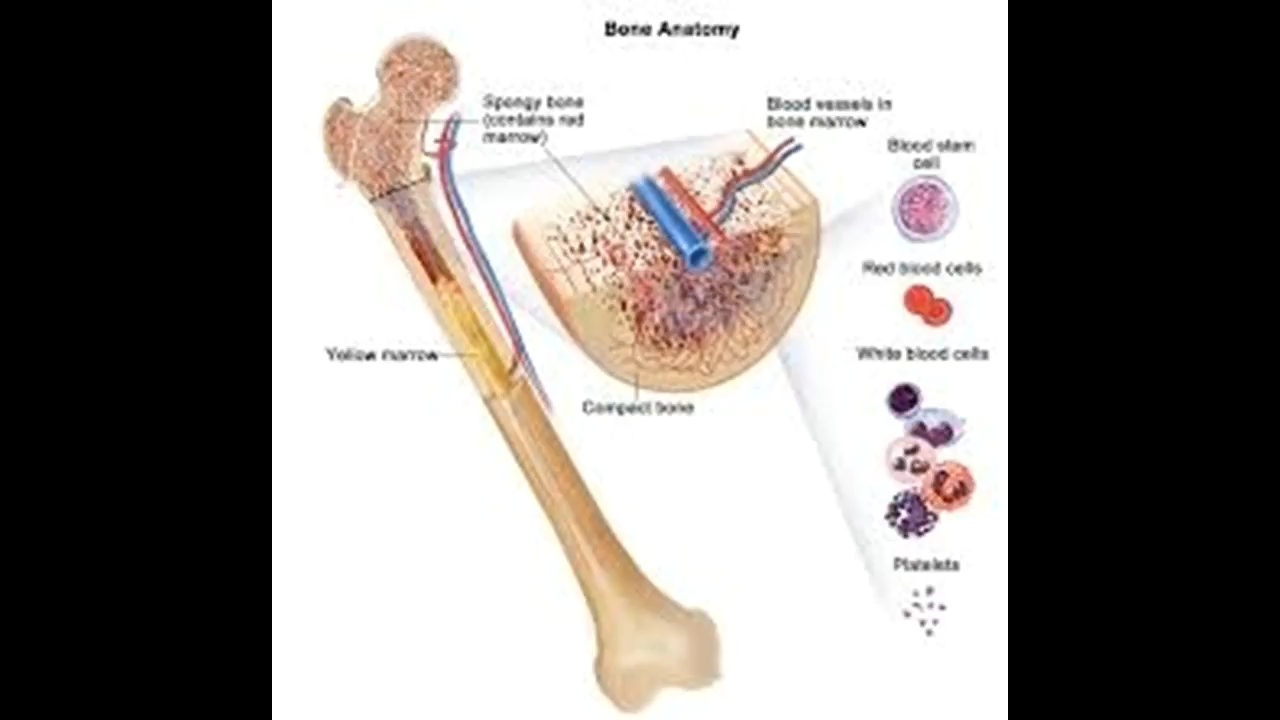 Bone Anatomy
Spongy bone
(contains red
marrow)
Blood vessels in
bone marrow
Blood stem
cell
Red blood cells
White blood cells
Yellow marrow
Compact bone
Platelets